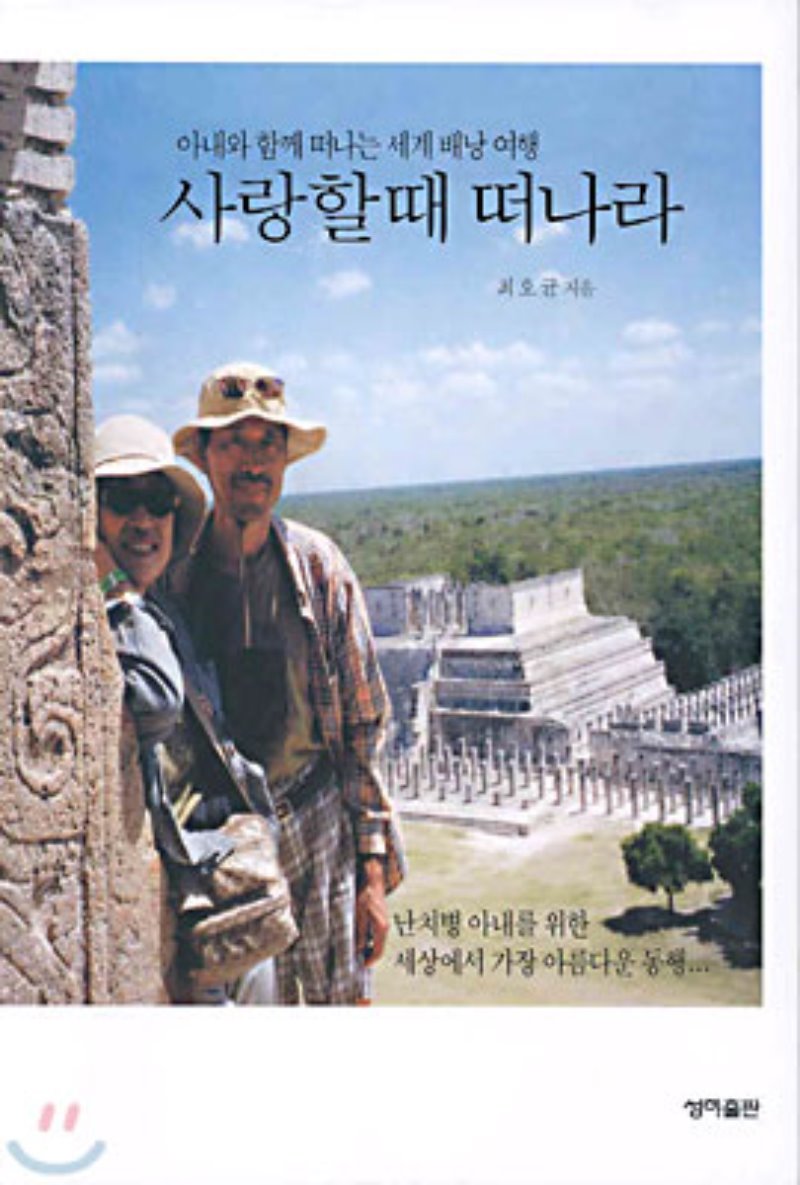 아내와 함께 떠나는 세계 배낭 여행
사랑할때 떠나라
최호균 지음
난치병 아내를 위한
세상에서 가장 아름다운 동행...
성미출판